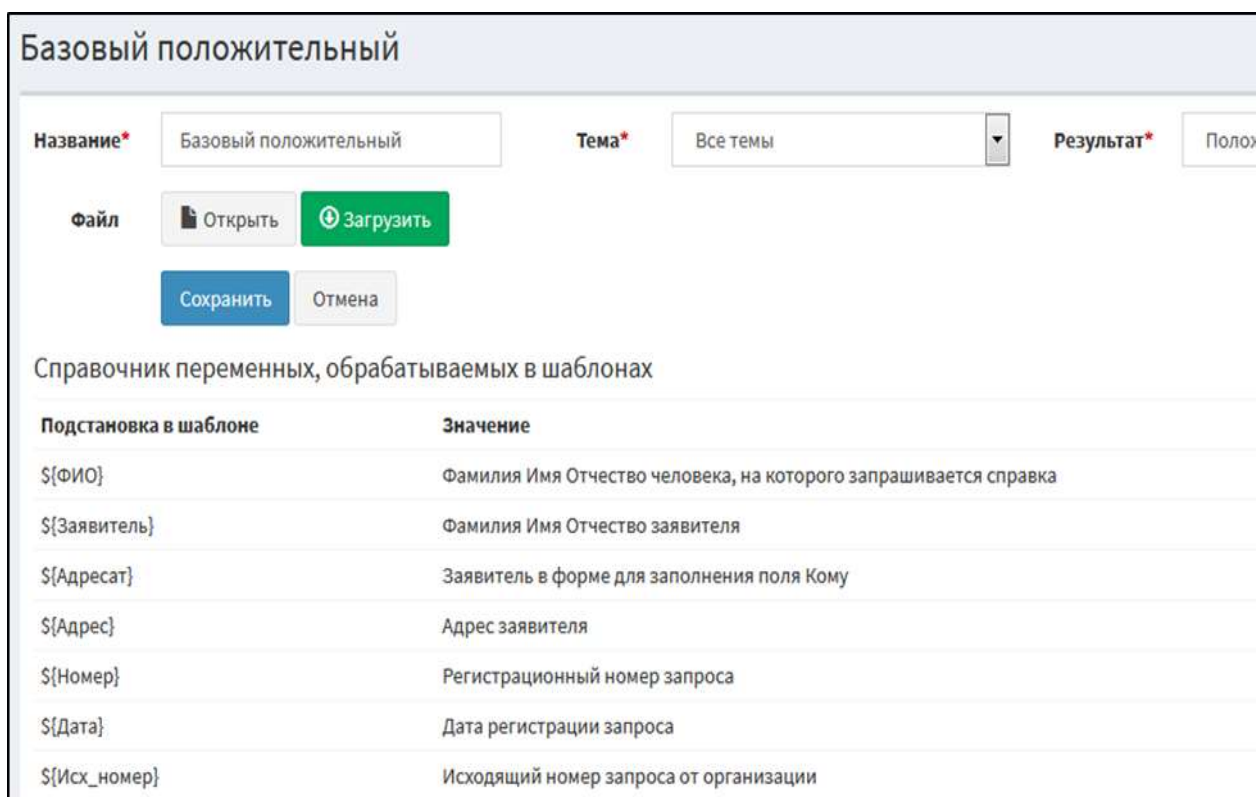 Базовый положительный
Название* Базовый положительный Тема* Все темы Результат* Полож
Файл Открыть Загрузить
Сохранить Отмена
Справочник переменных, обрабатываемых в шаблонах
Подстановка в шаблоне Значение
${ФИО} Фамилия Имя Отчество человека, на которого запрашивается справка
${Заявитель} Фамилия Имя Отчество заявителя
${Адресат} Заявитель в форме для заполнения поля Кому
${Адрес} Адрес заявителя
${Номер} Регистрационный номер запроса
${Дата} Дата регистрации запроса
${Исх_номер} Исходящий номер запроса от организации